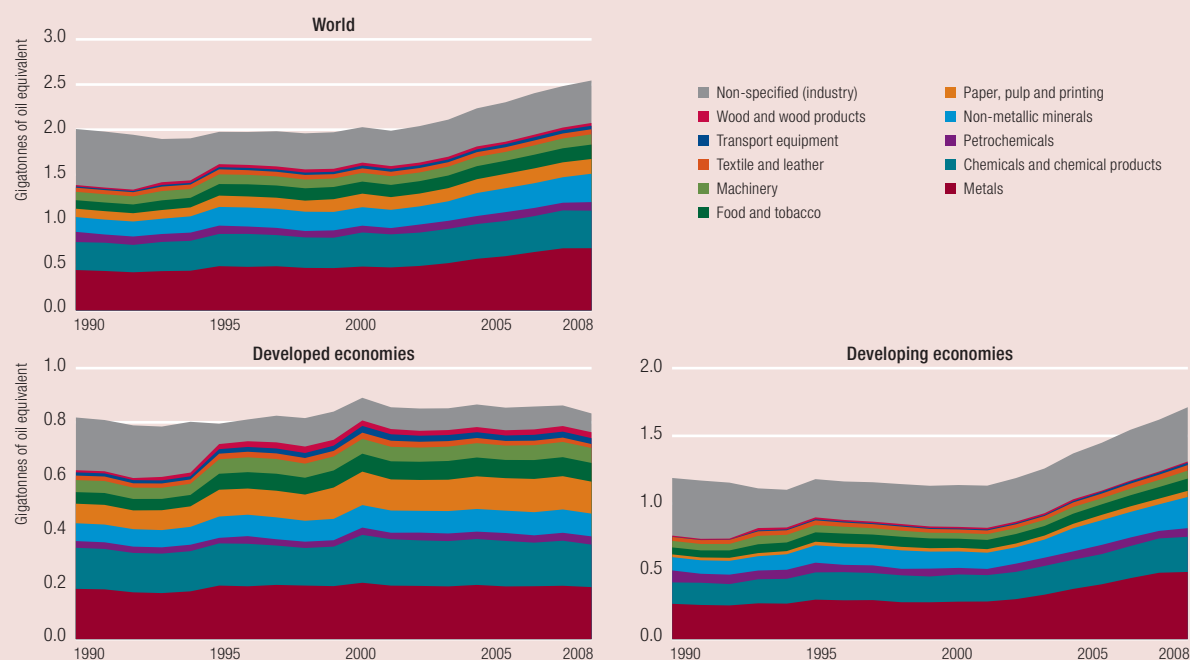 World
Gigatonnes of oil equivalent
3.0
2.5
2.0
1.5
1.0
0.5
0.0
1990 1995 2000 2005 2008
Non-specified (industry)
Wood and wood products
Transport equipment
Textile and leather
Machinery
Food and tobacco
Paper, pulp and printing
Non-metallic minerals
Petrochemicals
Chemicals and chemical products
Metals
Developed economies
Gigatonnes of oil equivalent
1.0
0.8
0.6
0.4
0.2
0.0
1990 1995 2000 2005 2008
Developing economies
2.0
1.5
1.0
0.5
0.0
1990 1995 2000 2005 2008